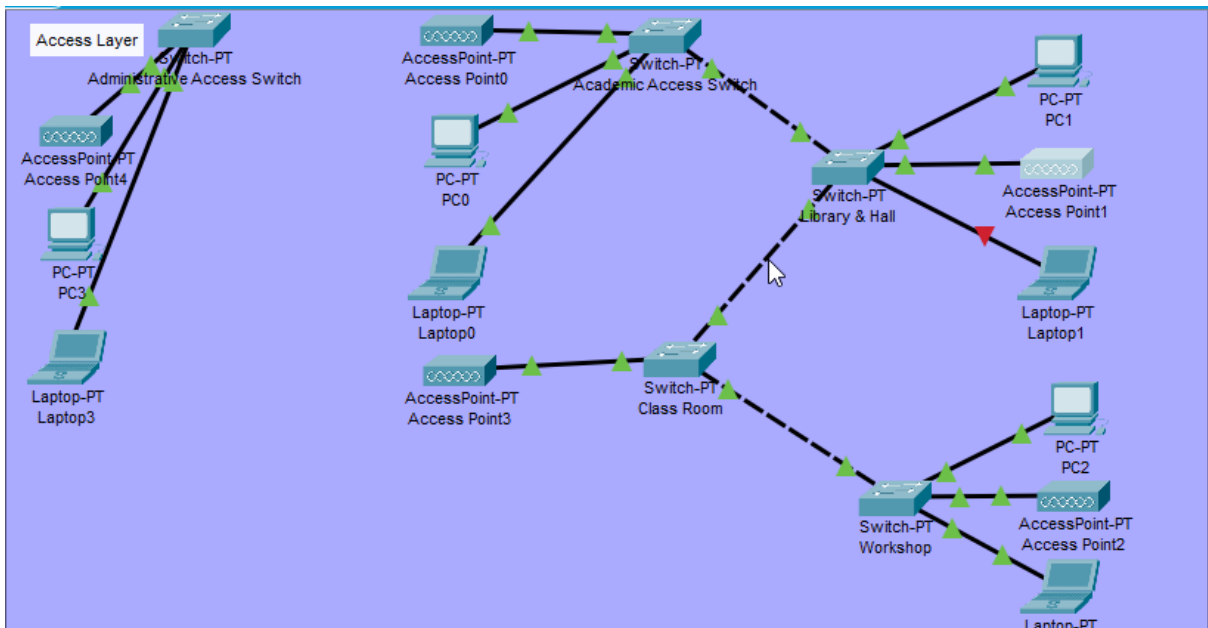 Access Layer
Switch-PT
Administrative Access Switch
AccessPoint-PT
Access Point4
PC-PT
PC3
Laptop-PT
Laptop3
AccessPoint-PT
Access Point0
Switch-PT
Academic Access Switch
PC-PT
PC0
Laptop-PT
Laptop0
PC-PT
PC1
Switch-PT
Library & Hall
AccessPoint-PT
Access Point1
Laptop-PT
Laptop1
AccessPoint-PT
Access Point3
Switch-PT
Class Room
PC-PT
PC2
Switch-PT
Workshop
AccessPoint-PT
Access Point2
Laptop-PT